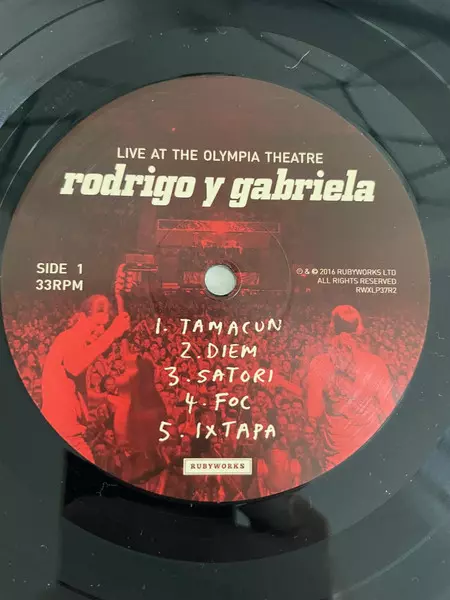 LIVE AT THE OLYMPIA THEATRE
rodrigo y gabriela
SIDE 1
33RPM
℗ & © 2016 RUBYWORKS LTD
ALL RIGHTS RESERVED
RWXLP37R2
1. TAMACUN
2. DIEM
3. SATORI
4. FOC
5. IXTAPA
RUBYWORKS